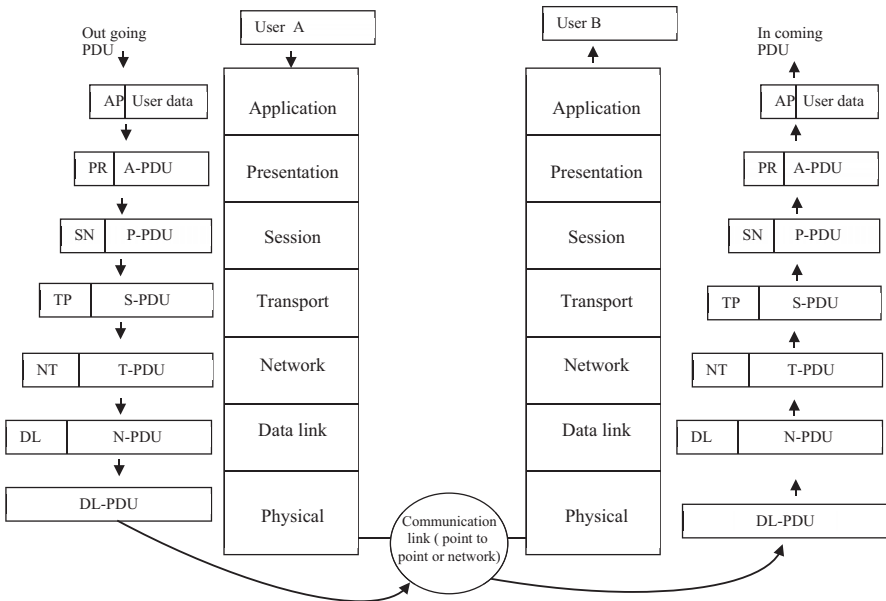 Out going
PDU
User A
User B
In coming
PDU
AP User data
Application
Application
AP User data
PR A-PDU
Presentation
Presentation
PR A-PDU
SN P-PDU
Session
Session
SN P-PDU
TP S-PDU
Transport
Transport
TP S-PDU
NT T-PDU
Network
Network
NT T-PDU
DL N-PDU
Data link
Data link
DL N-PDU
DL-PDU
Physical
Communication
link ( point to
point or network)
Physical
DL-PDU